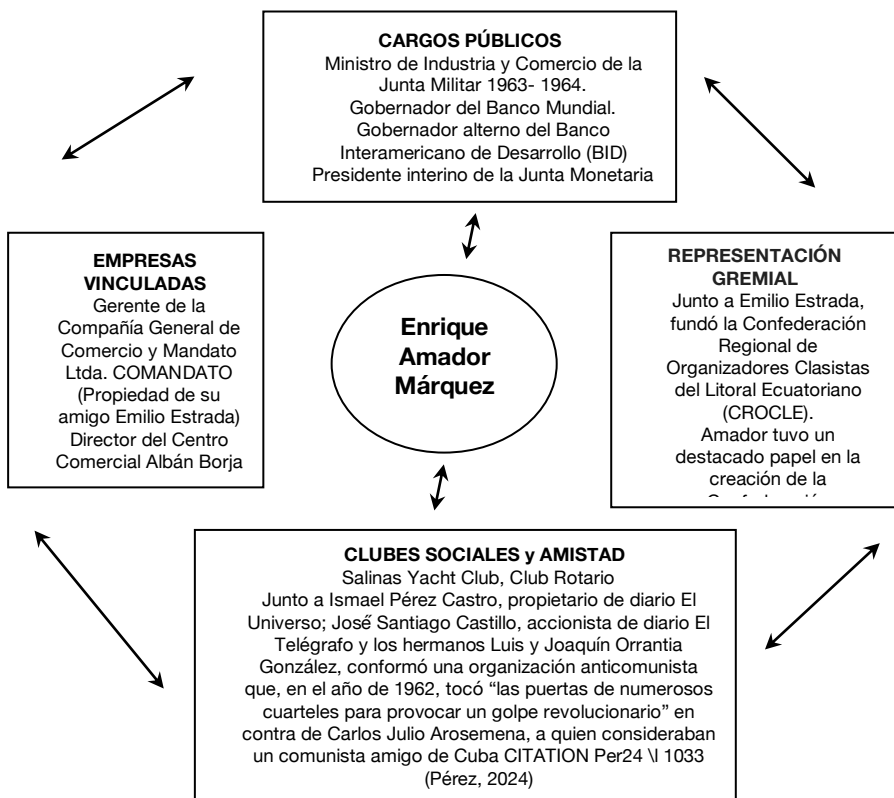 CARGOS PÚBLICOS
Ministro de Industria y Comercio de la
Junta Militar 1963- 1964.
Gobernador del Banco Mundial.
Gobernador alterno del Banco
Interamericano de Desarrollo (BID)
Presidente interino de la Junta Monetaria
EMPRESAS
VINCULADAS
Gerente de la
Compañía General de
Comercio y Mandato
Ltda. COMANDATO
(Propiedad de su
amigo Emilio Estrada)
Director del Centro
Comercial Albán Borja
Enrique
Amador
Márquez
REPRESENTACIÓN
GREMIAL
Junto a Emilio Estrada,
fundó la Confederación
Regional de
Organizadores Clasistas
del Litoral Ecuatoriano
(CROCLE).
Amador tuvo un
destacado papel en la
creación de la
CLUBES SOCIALES y AMISTAD
Salinas Yacht Club, Club Rotario
Junto a Ismael Pérez Castro, propietario de diario El
Universo; José Santiago Castillo, accionista de diario El
Telégrafo y los hermanos Luis y Joaquín Orrantia
González, conformó una organización anticomunista
que, en el año de 1962, tocó “las puertas de numerosos
cuarteles para provocar un golpe revolucionario” en
contra de Carlos Julio Arosemena, a quien consideraban
un comunista amigo de Cuba CITATION Per24 \l 1033
(Pérez, 2024)